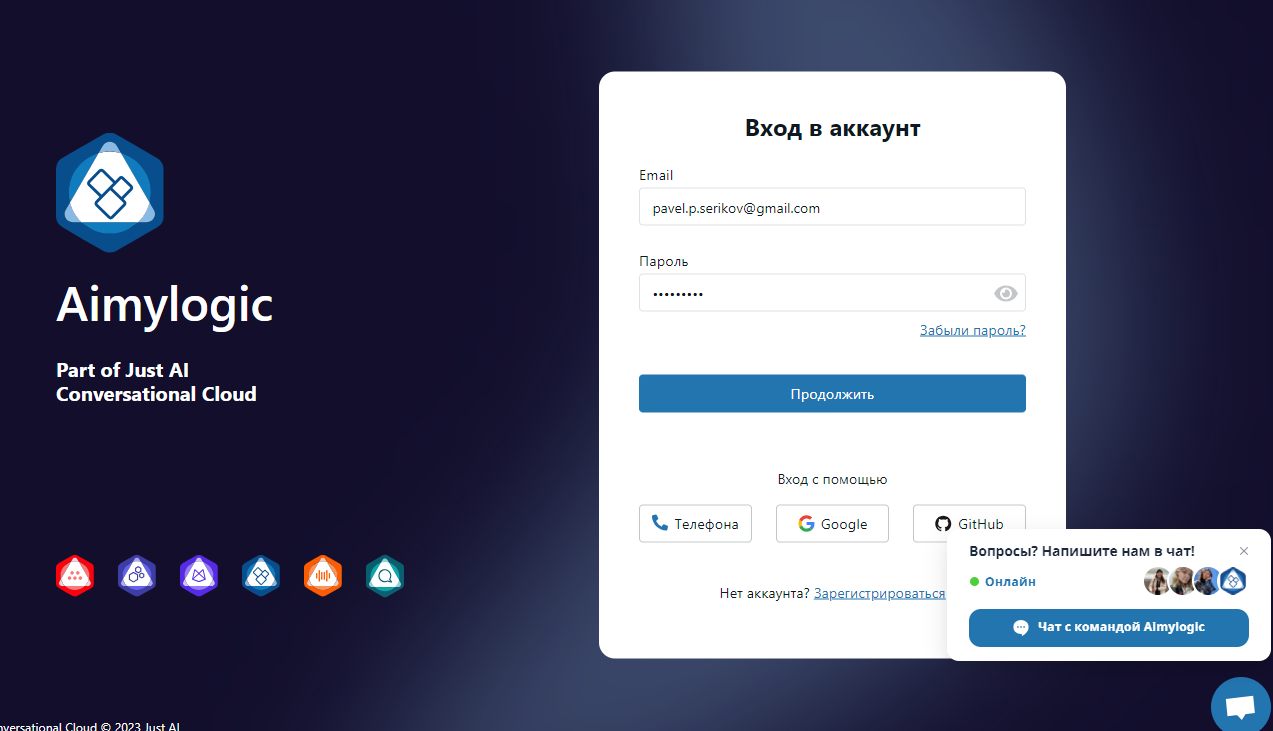 Aimylogic
Part of Just AI
Conversational Cloud
Вход в аккаунт
Email
pavel.p.serikov@gmail.com
Пароль
•••••••••
Забыли пароль?
Продолжить
Вход с помощью
Телефона
Google
GitHub
Нет аккаунта? Зарегистрироваться
Вопросы? Напишите нам в чат!
Онлайн
Чат с командой Aimylogic
nversational Cloud © 2023 Just AI